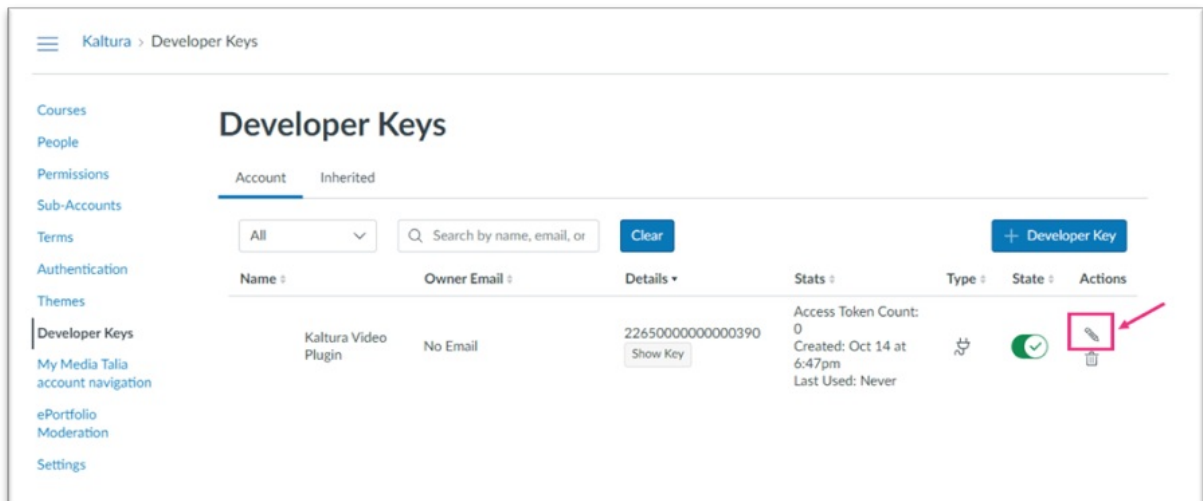 Kaltura > Developer Keys
Courses
People
Permissions
Sub-Accounts
Terms
Authentication
Themes
Developer Keys
My Media Talia
account navigation
ePortfolio
Moderation
Settings
Developer Keys
Account Inherited
All Search by name, email, or Clear + Developer Key
Name Owner Email Details Stats Type State Actions
Kaltura Video
Plugin
No Email
22650000000000390
Show Key
Access Token Count:
0
Created: Oct 14 at
6:47pm
Last Used: Never